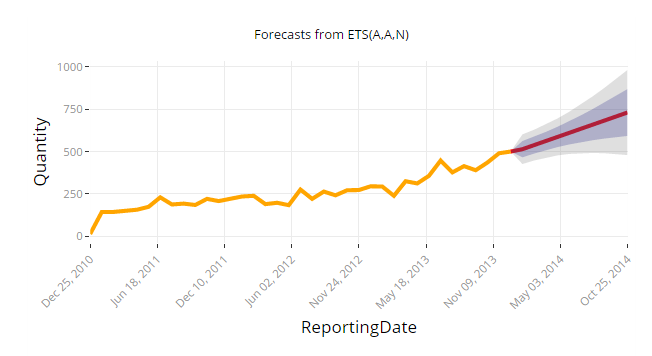 Forecasts from ETS(A,A,N)
1000
750
500
250
0
Quantity
Dec 25, 2010
Jun 18, 2011
Dec 10, 2011
Jun 02, 2012
Nov 24, 2012
May 18, 2013
Nov 09, 2013
May 03, 2014
Oct 25, 2014
ReportingDate